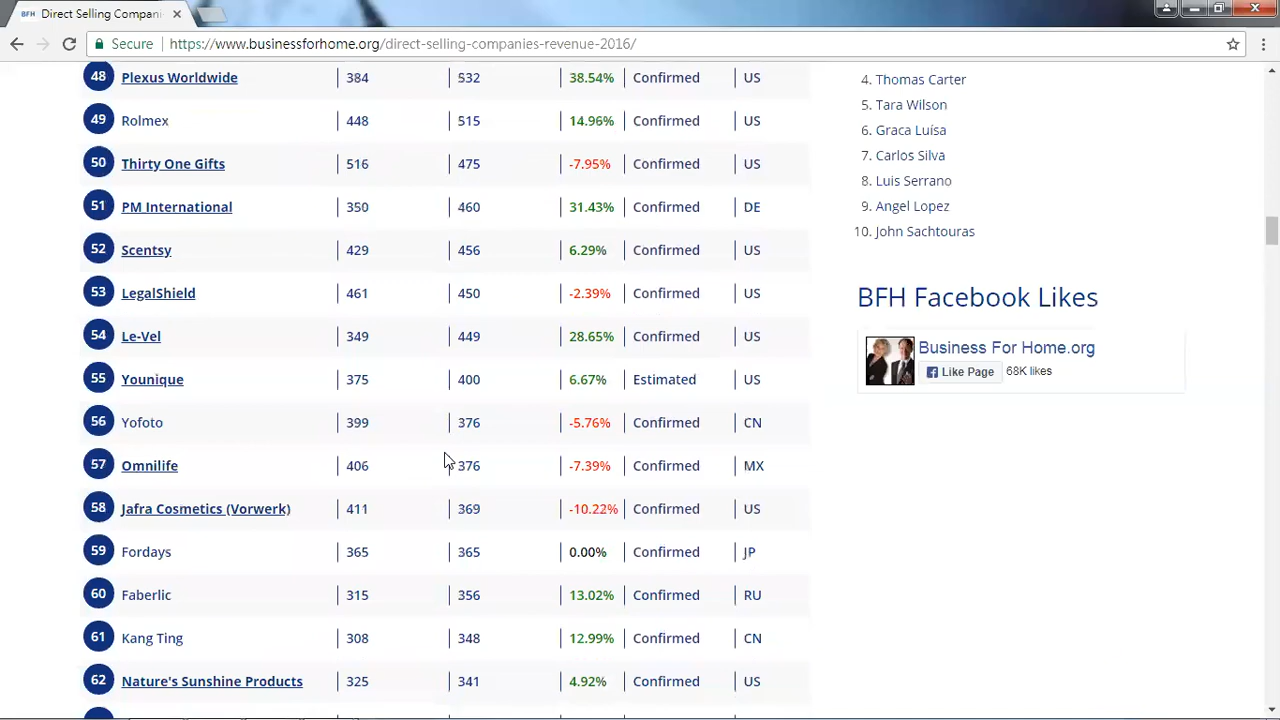 BFH Direct Selling Compani
Secure https://www.businessforhome.org/direct-selling-companies-revenue-2016/
48 Plexus Worldwide 384 532 38.54% Confirmed US
49 Rolmex 448 515 14.96% Confirmed US
50 Thirty One Gifts 516 475 -7.95% Confirmed US
51 PM International 350 460 31.43% Confirmed DE
52 Scentsy 429 456 6.29% Confirmed US
53 LegalShield 461 450 -2.39% Confirmed US
54 Le-Vel 349 449 28.65% Confirmed US
55 Younique 375 400 6.67% Estimated US
56 Yofoto 399 376 -5.76% Confirmed CN
57 Omnilife 406 376 -7.39% Confirmed MX
58 Jafra Cosmetics (Vorwerk) 411 369 -10.22% Confirmed US
59 Fordays 365 365 0.00% Confirmed JP
60 Faberlic 315 356 13.02% Confirmed RU
61 Kang Ting 308 348 12.99% Confirmed CN
62 Nature's Sunshine Products 325 341 4.92% Confirmed US
4. Thomas Carter
5. Tara Wilson
6. Graca Luísa
7. Carlos Silva
8. Luis Serrano
9. Angel Lopez
10. John Sachtouras
BFH Facebook Likes
Business For Home.org
Like Page 68K likes